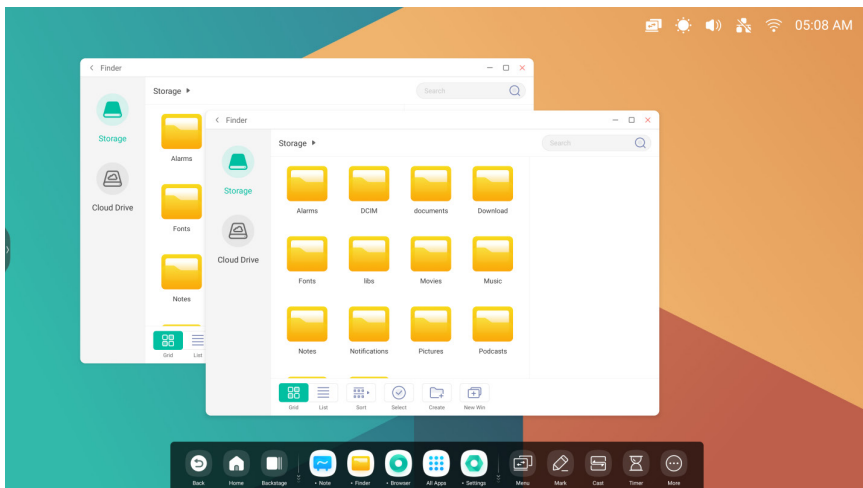 05:08 AM
Finder
Storage
Search
Storage
Cloud Drive
Alarms
Fonts
Notes
Grid List
Finder
Storage
Search
Storage
Cloud Drive
Alarms DCIM documents Download
Fonts libs Movies Music
Notes Notifications Pictures Podcasts
Grid List Sort Select Create New Win
Back Home Backstage • Note • Finder • Browser All Apps • Settings Menu Mark Cast Timer More